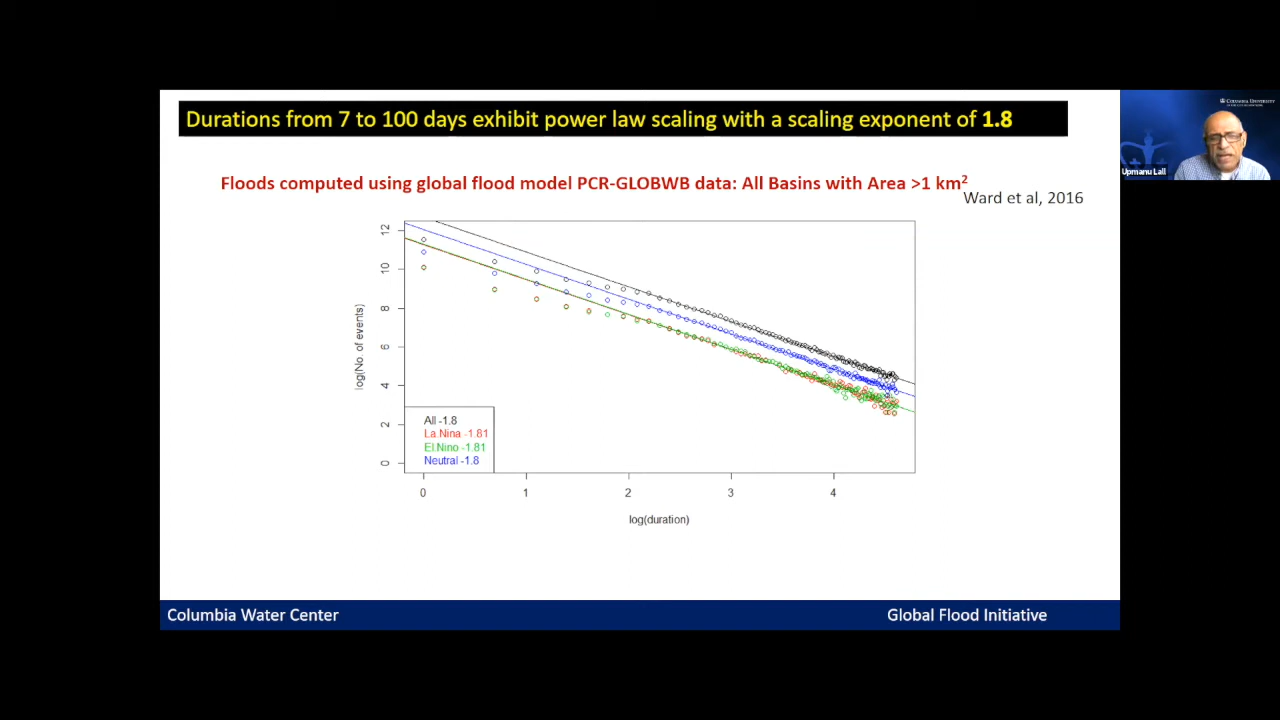 Durations from 7 to 100 days exhibit power law scaling with a scaling exponent of 1.8
COLUMBIA UNIVERSITY
Upmanu Lall
Floods computed using global flood model PCR-GLOBWB data: All Basins with Area >1 km²
Ward et al, 2016
log(No. of events)
12
10
8
6
4
2
0
All -1.8
La Nina -1.81
El.Nino -1.81
Neutral -1.8
0 1 2 3 4
log(duration)
Columbia Water Center
Global Flood Initiative